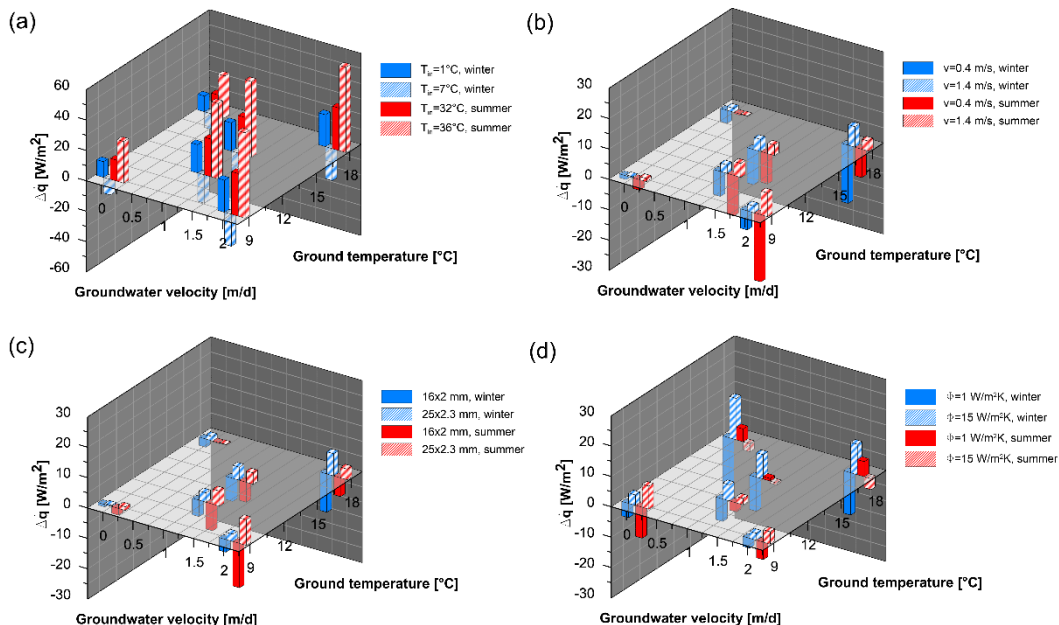 (a)
60
40
20
0
-20
-40
-60
Δq̇ [W/m²]
0
0.5
1
1.5
2
9
12
15
18
Groundwater velocity [m/d]
Ground temperature [°C]
=1°C, winter
=7°C, winter
=32°C, summer
=36°C, summer
(b)
30
20
10
0
-10
-20
-30
Δq̇ [W/m²]
0
0.5
1
1.5
2
9
12
15
18
Groundwater velocity [m/d]
Ground temperature [°C]
v=0.4 m/s, winter
v=1.4 m/s, winter
v=0.4 m/s, summer
v=1.4 m/s, summer
(c)
30
20
10
0
-10
-20
-30
Δq̇ [W/m²]
0
0.5
1
1.5
2
9
12
15
18
Groundwater velocity [m/d]
Ground temperature [°C]
16x2 mm, winter
25x2.3 mm, winter
16x2 mm, summer
25x2.3 mm, summer
(d)
30
20
10
0
-10
-20
-30
Δq̇ [W/m²]
0
0.5
1
1.5
2
9
12
15
18
Groundwater velocity [m/d]
Ground temperature [°C]
=1 W/m²K, winter
=15 W/m²K, winter
=1 W/m²K, summer
=15 W/m²K, summer